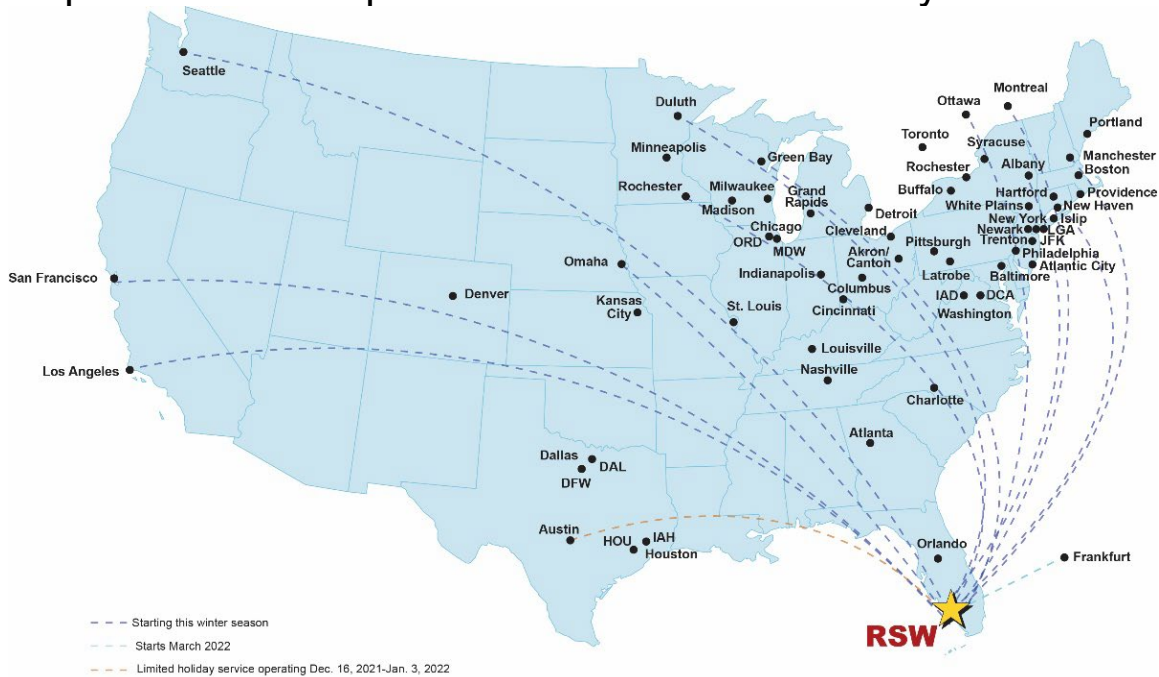 Seattle
Duluth
Ottawa
Montreal
Portland
Toronto
Syracuse
Minneapolis
Green Bay
Albany
Manchester
Boston
Rochester
Rochester
Milwaukee
Grand
Rapids
Buffalo
Hartford
Providence
Madison
Detroit
White Plains
New Haven
Chicago
ORD
MDW
Cleveland
New York
Islip
Newark
LGA
Pittsburgh
Trenton
JFK
Akron/
Canton
Philadelphia
Omaha
Indianapolis
Latrobe
Baltimore
Atlantic City
San Francisco
Denver
Columbus
Kansas
City
St. Louis
Cincinnati
IAD
DCA
Washington
Los Angeles
Louisville
Nashville
Charlotte
Atlanta
Dallas
DAL
DFW
Austin
HOU
IAH
Houston
Orlando
Frankfurt
RSW
Starting this winter season
Starts March 2022
Limited holiday service operating Dec. 16, 2021-Jan. 3, 2022